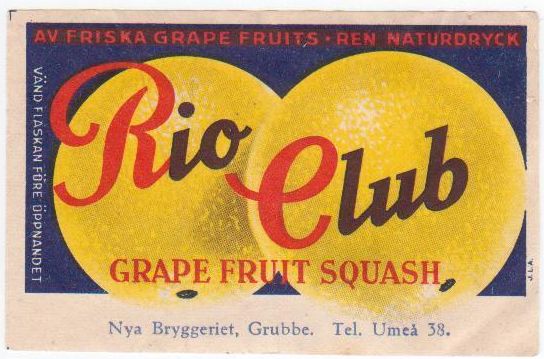 AV FRISKA GRAPE FRUITS · REN NATURDRYCK
VÄND FLASKAN FÖRE ÖPPNANDET
Rio
Club
GRAPE FRUIT SQUASH
J.L.A.
Nya Bryggeriet, Grubbe. Tel. Umeå 38.